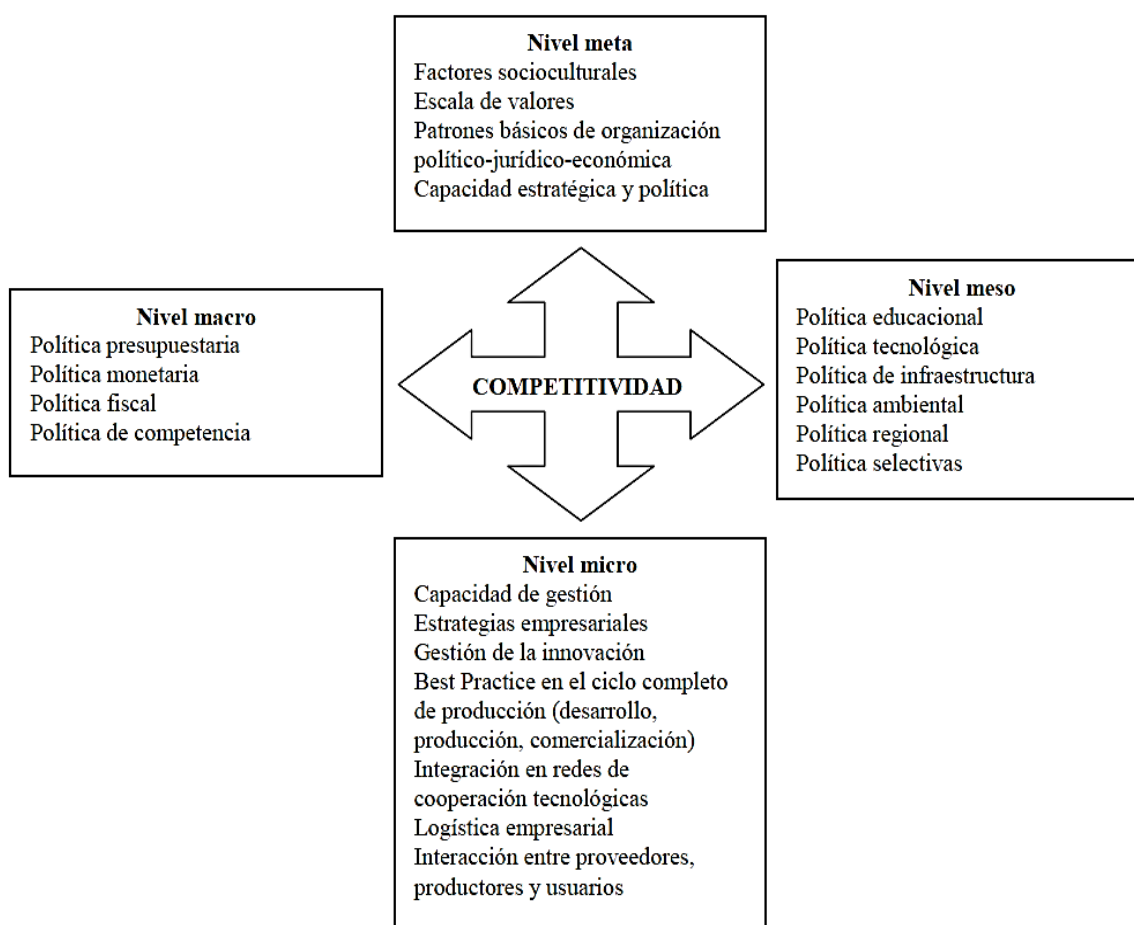 Nivel meta
Factores socioculturales
Escala de valores
Patrones básicos de organización
político-jurídico-económica
Capacidad estratégica y política
Nivel macro
Política presupuestaria
Política monetaria
Política fiscal
Política de competencia
COMPETITIVIDAD
Nivel meso
Política educacional
Política tecnológica
Política de infraestructura
Política ambiental
Política regional
Política selectivas
Nivel micro
Capacidad de gestión
Estrategias empresariales
Gestión de la innovación
Best Practice en el ciclo completo
de producción (desarrollo,
producción, comercialización)
Integración en redes de
cooperación tecnológicas
Logística empresarial
Interacción entre proveedores,
productores y usuarios